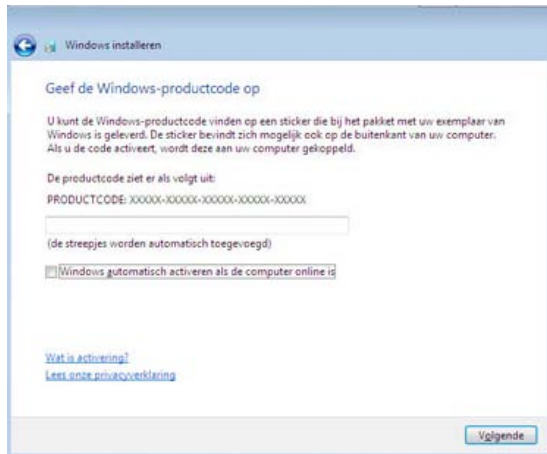 Windows installeren
Geef de Windows-productcode op
U kunt de Windows-productcode vinden op een sticker die bij het pakket met uw exemplaar van
Windows is geleverd. De sticker bevindt zich mogelijk ook op de buitenkant van uw computer.
Als u de code activeert, wordt deze aan uw computer gekoppeld.
De productcode ziet er als volgt uit:
PRODUCTCODE: XXXXX-XXXXX-XXXXX-XXXXX-XXXXX
(de streepjes worden automatisch toegevoegd)
Windows automatisch activeren als de computer online is
Wat is activering?
Lees onze privacyverklaring
Volgende